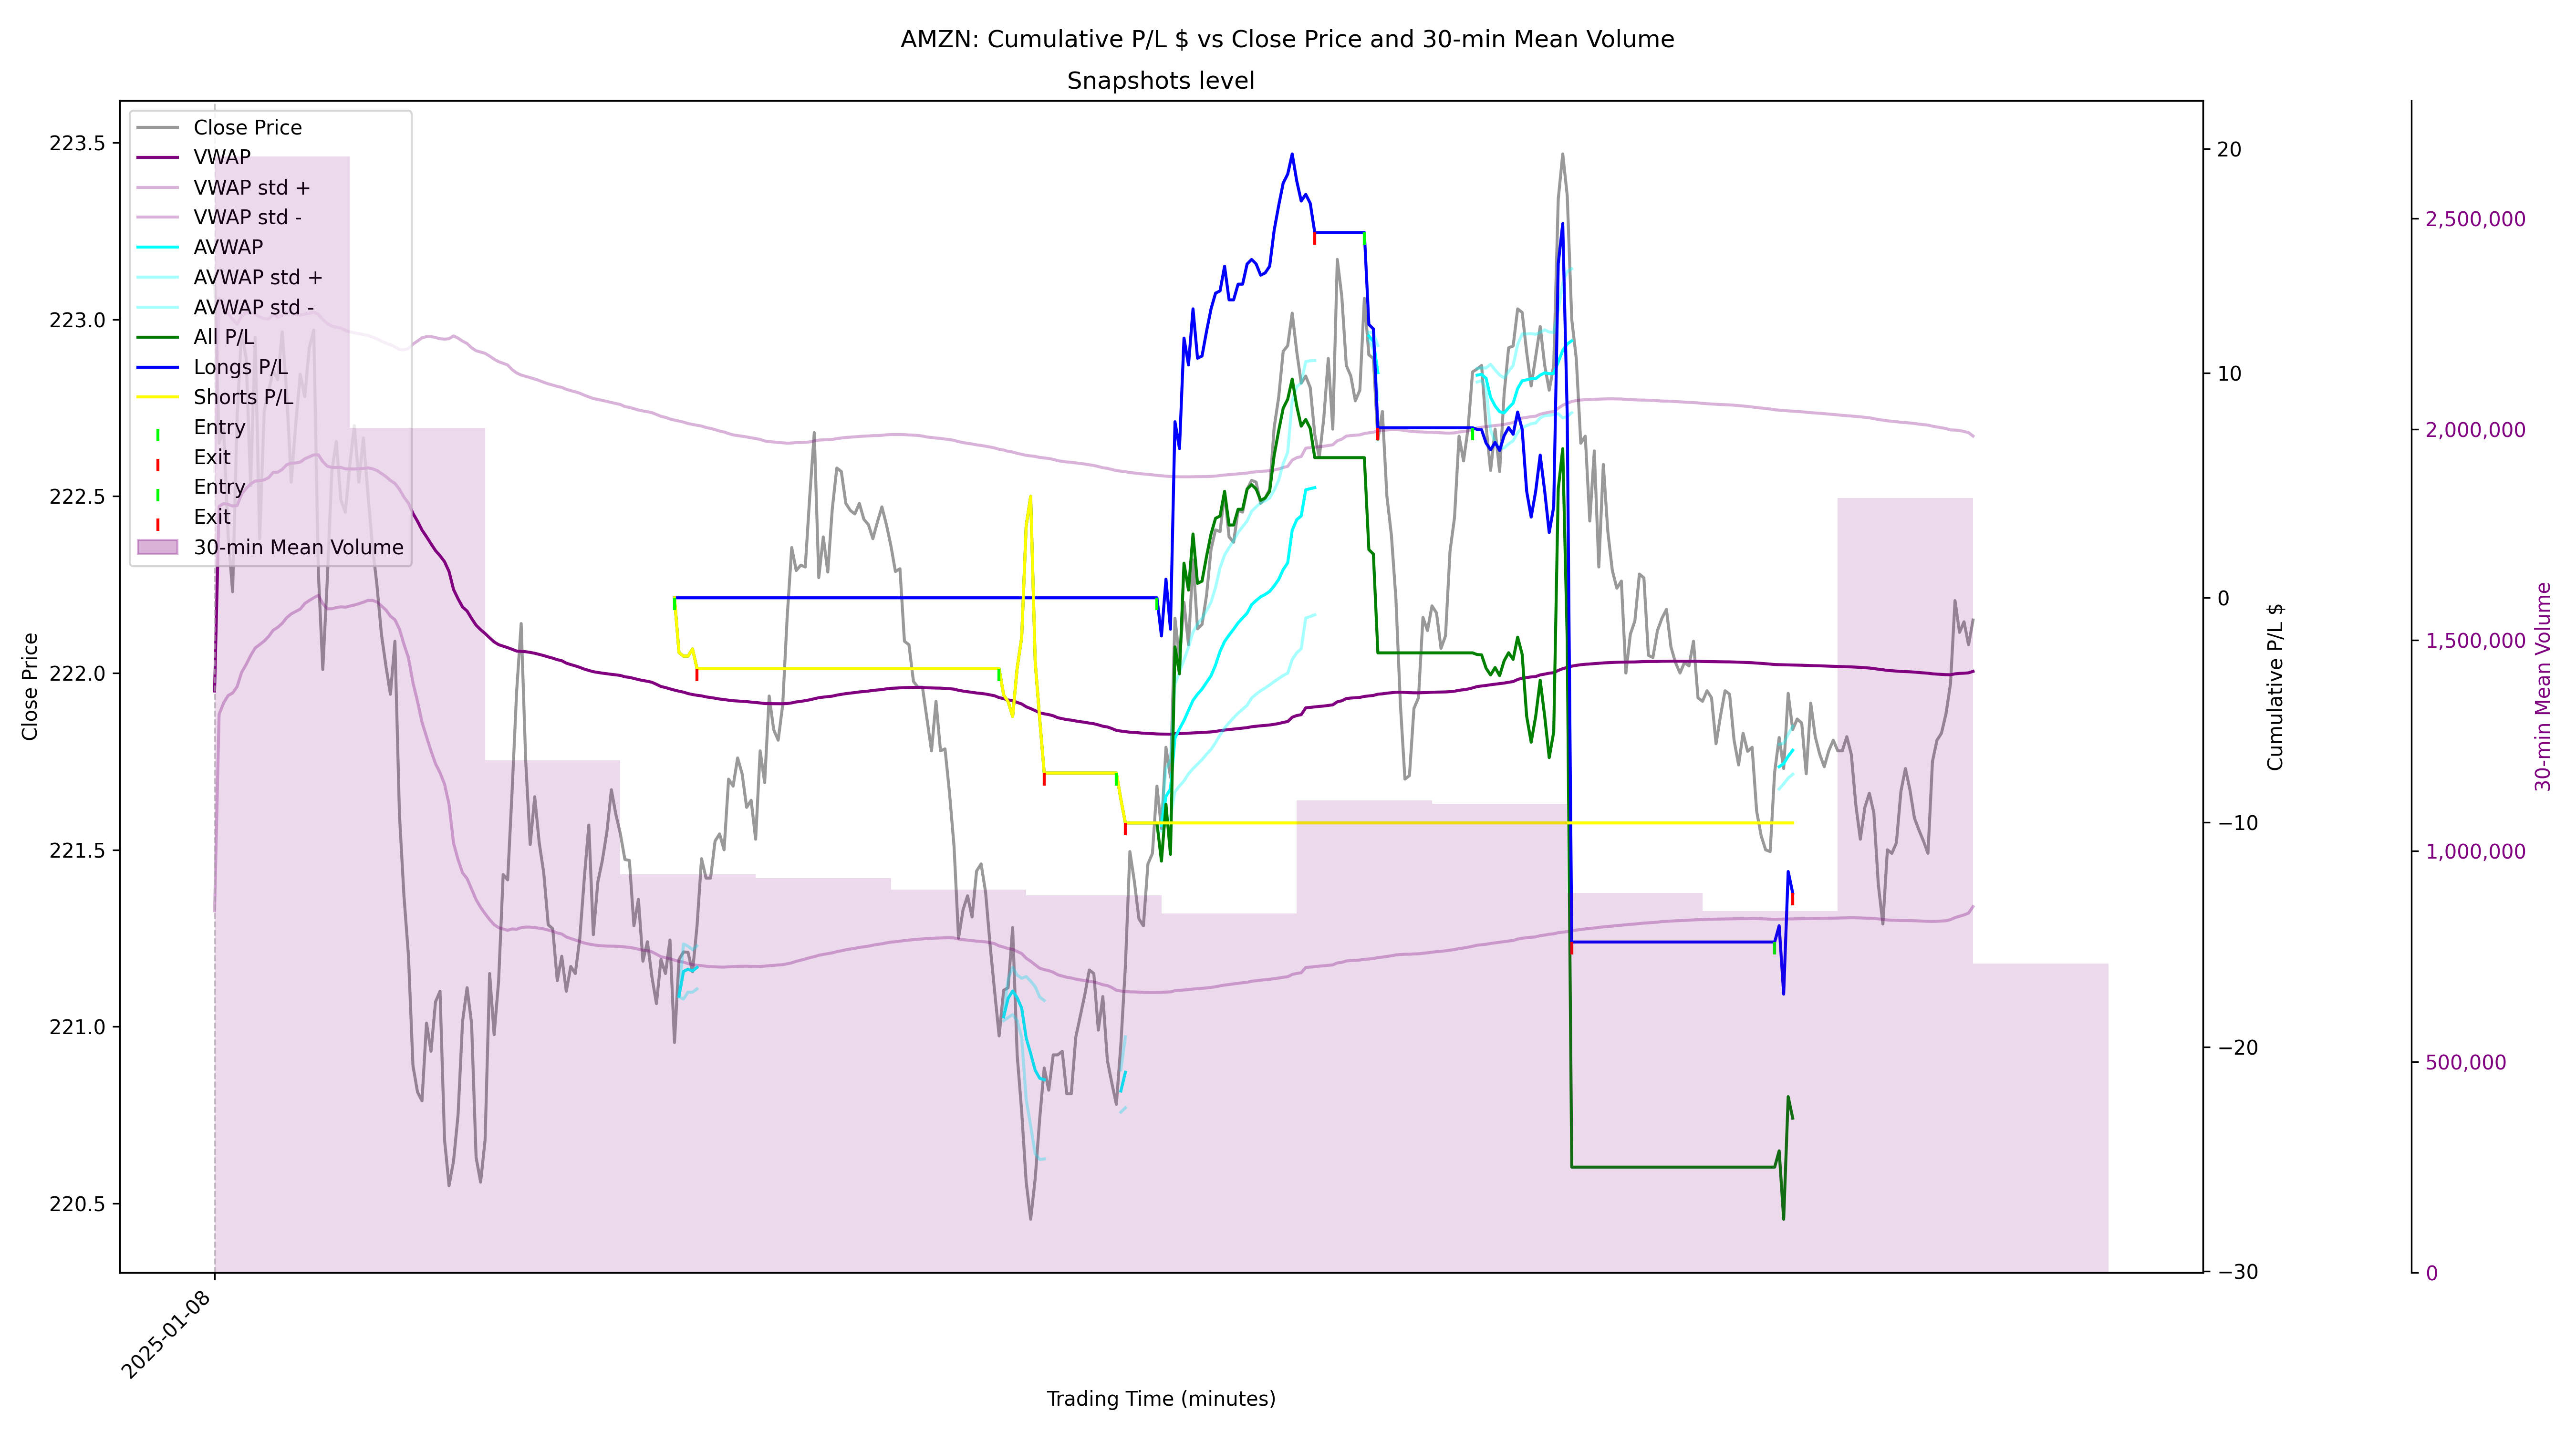 AMZN: Cumulative P/L $ vs Close Price and 30-min Mean Volume
Snapshots level
Close Price
VWAP
VWAP std +
VWAP std -
AVWAP
AVWAP std +
AVWAP std -
All P/L
Longs P/L
Shorts P/L
Entry
Exit
Entry
Exit
30-min Mean Volume
223.5
223.0
222.5
222.0
221.5
221.0
220.5
Close Price
20
10
0
−10
−20
−30
Cumulative P/L $
2,500,000
2,000,000
1,500,000
1,000,000
500,000
0
30-min Mean Volume
2025-01-08
Trading Time (minutes)